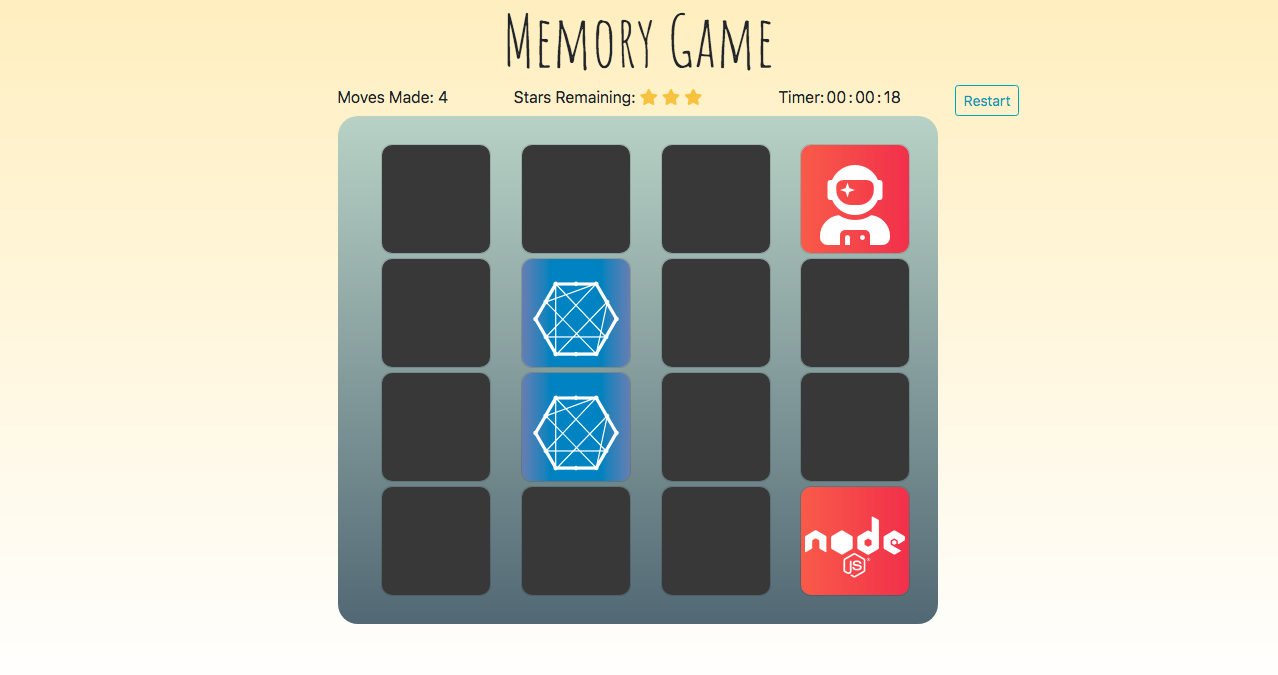 Memory Game
Moves Made: 4
Stars Remaining:
Timer:00:00:18
Restart
node
JS